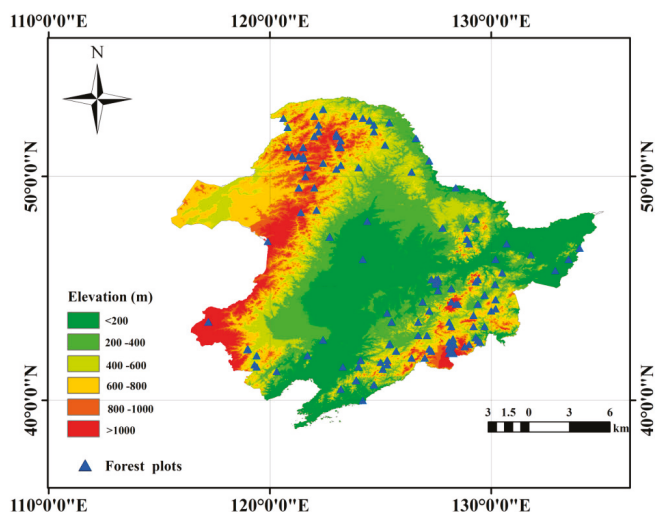 110°0'0"E 120°0'0"E 130°0'0"E
N
50°0'0"N 50°0'0"N
Elevation (m)
<200
200 -400
400 -600
600 -800
800 -1000
>1000
Forest plots
40°0'0"N 40°0'0"N
3 1.5 0 3 6
km
110°0'0"E 120°0'0"E 130°0'0"E